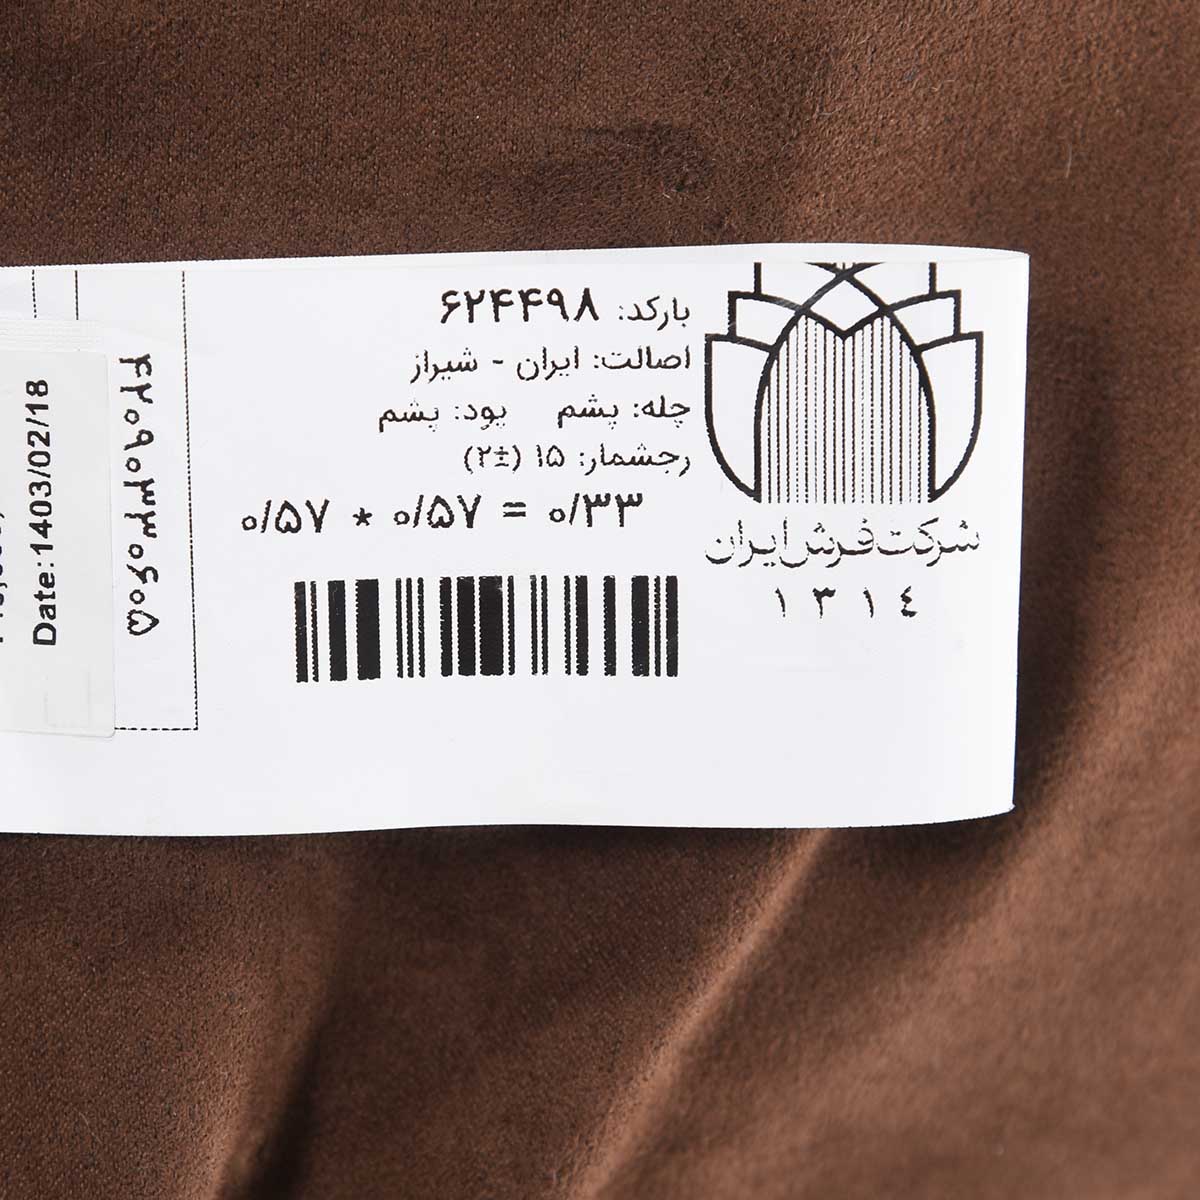 بارکد: ۶۲۴۴۹۸
اصالت: ایران - شیراز
چله: پشم پود: پشم
رجشمار: ۱۵ (±۲)
۰/۵۷ * ۰/۵۷ = ۰/۳۳
شرکت فرش ایران
۱۳۱٤
۴۲۰۹۰۳۳۰۶۰۵
Date:1403/02/18